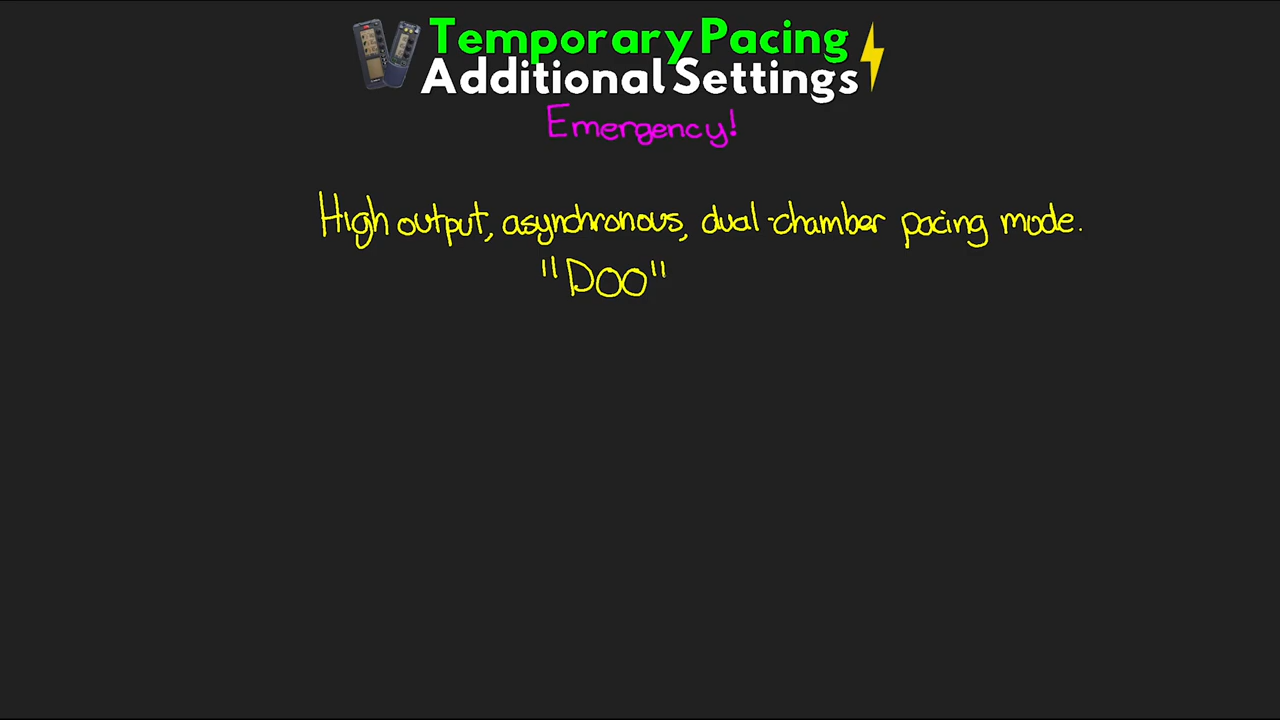 Temporary Pacing
Additional Settings
Emergency!
High output, asynchronous, dual-chamber pacing mode.
"DOO"